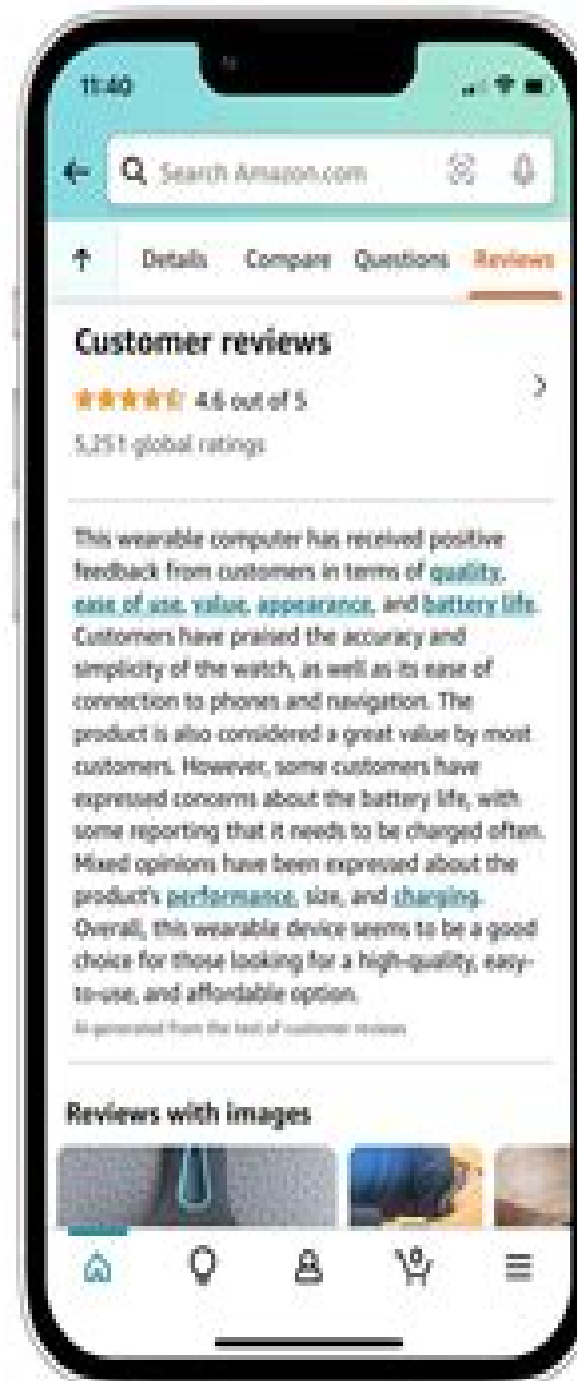 11:40
Search Amazon.com
Details Compare Questions Reviews
Customer reviews
4.6 out of 5
5,251 global ratings
This wearable computer has received positive
feedback from customers in terms of quality,
ease of use, value, appearance, and battery life.
Customers have praised the accuracy and
simplicity of the watch, as well as its ease of
connection to phones and navigation. The
product is also considered a great value by most
customers. However, some customers have
expressed concerns about the battery life, with
some reporting that it needs to be charged often.
Mixed opinions have been expressed about the
product's performance, size, and charging.
Overall, this wearable device seems to be a good
choice for those looking for a high-quality, easy-
to-use, and affordable option.
AI-generated from the text of customer reviews
Reviews with images
0